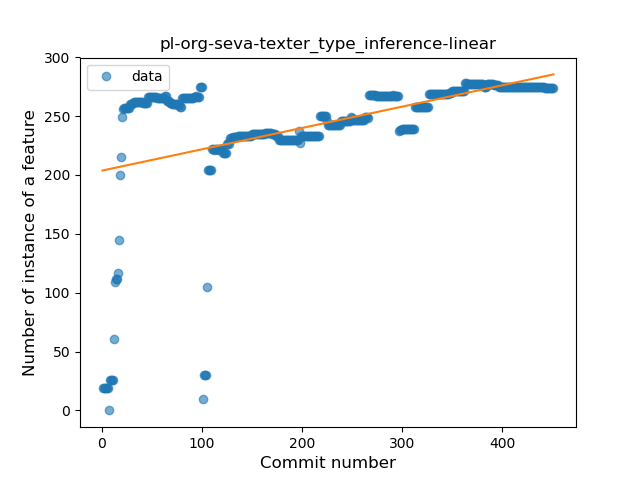 pl-org-seva-texter_type_inference-linear
data
Number of instance of a feature
300
250
200
150
100
50
0
0 100 200 300 400
Commit number